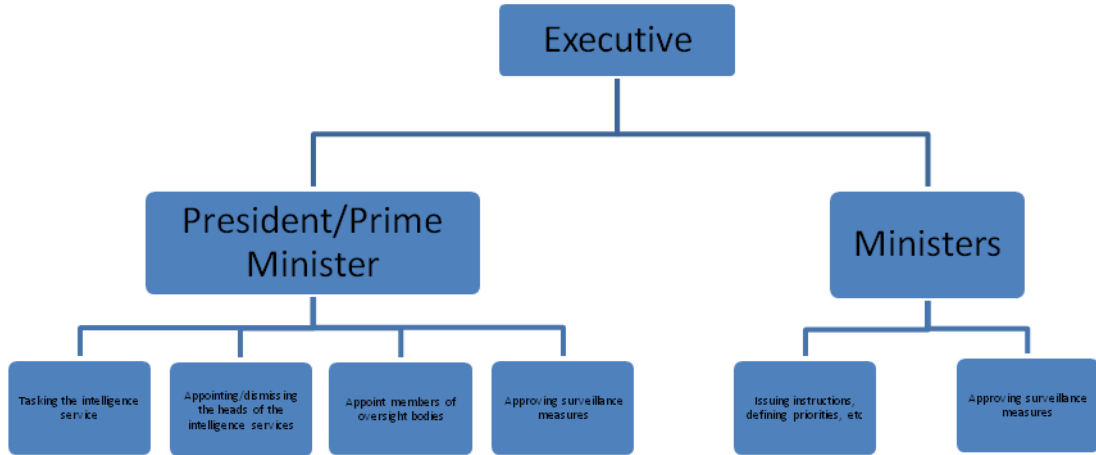 Executive
President/Prime
Minister
Ministers
Tasking the intelligence
service
Appointing/dismissing
the heads of the
intelligence services
Appoint members of
oversight bodies
Approving surveillance
measures
Issuing instructions,
defining priorities, etc
Approving surveillance
measures